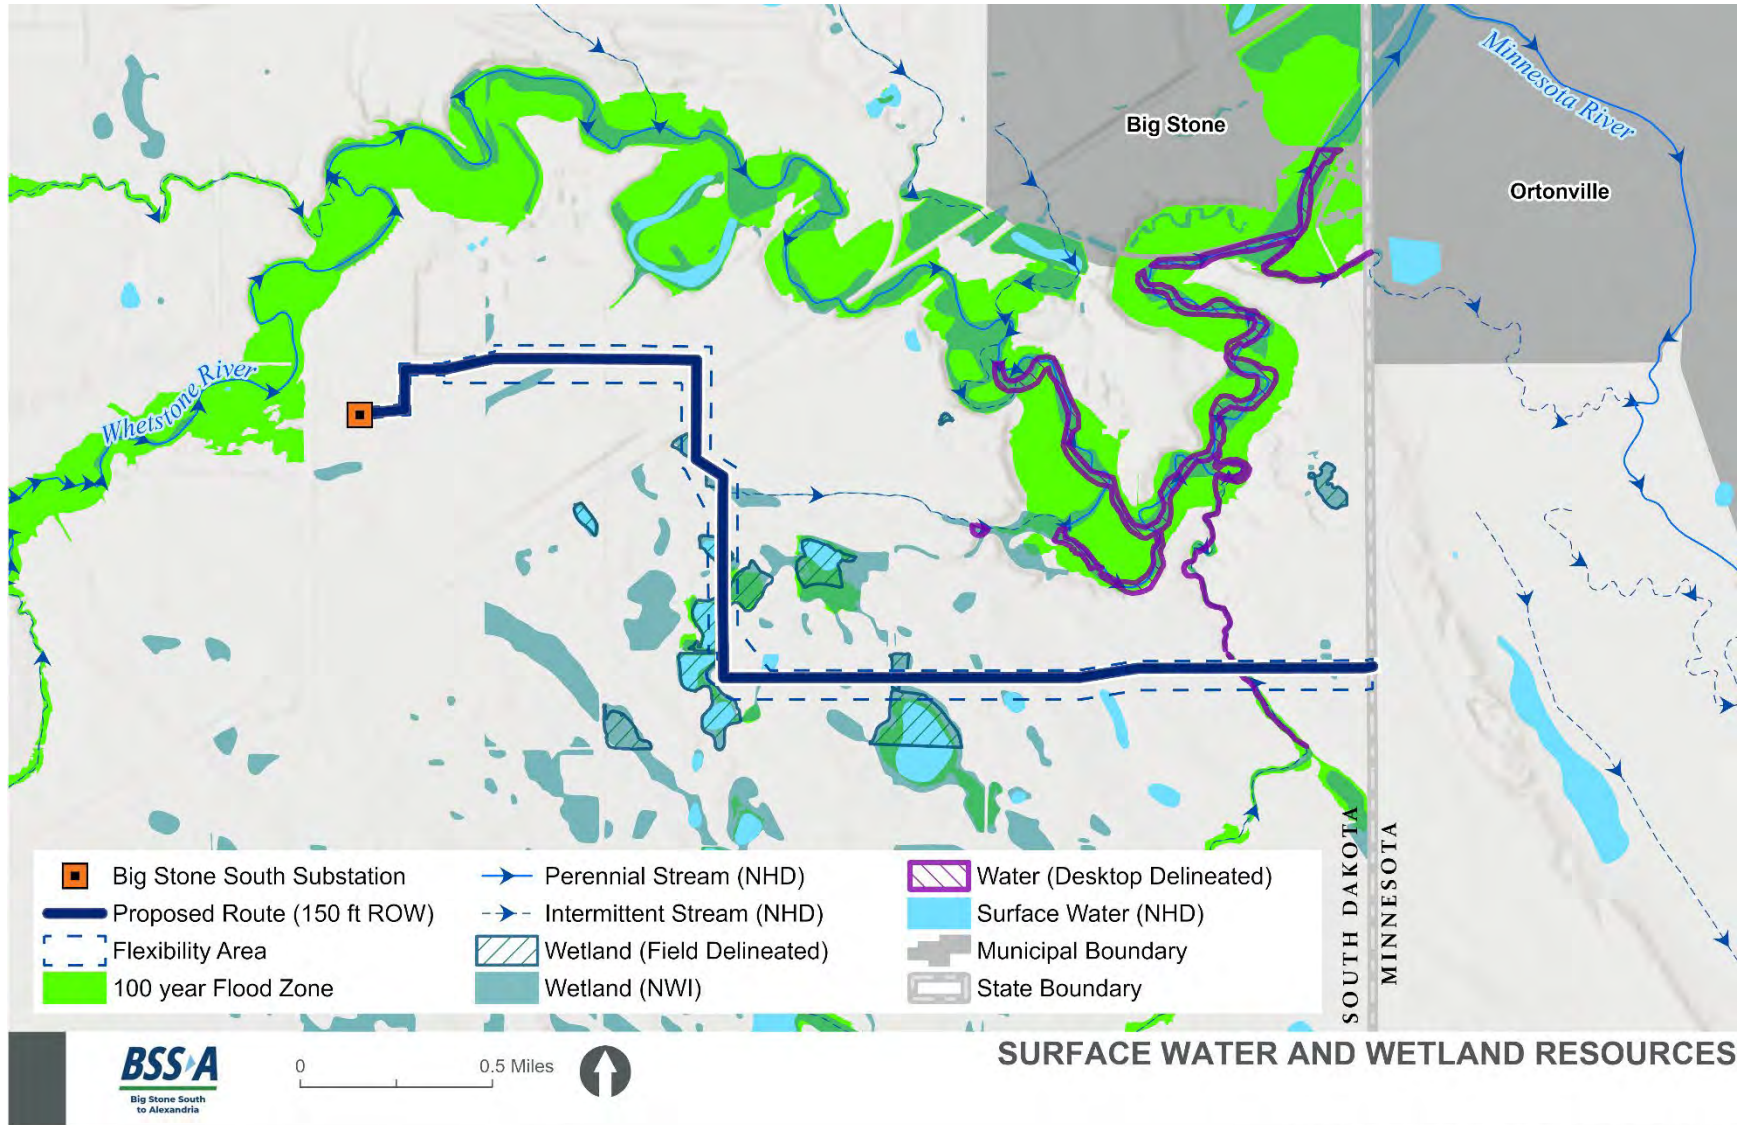 Minnesota River
Big Stone
Ortonville
Whetstone River
SOUTH DAKOTA
MINNESOTA
Big Stone South Substation
Proposed Route (150 ft ROW)
Flexibility Area
100 year Flood Zone
Perennial Stream (NHD)
Intermittent Stream (NHD)
Wetland (Field Delineated)
Wetland (NWI)
Water (Desktop Delineated)
Surface Water (NHD)
Municipal Boundary
State Boundary
BSSA
Big Stone South
to Alexandria
0
0.5 Miles
SURFACE WATER AND WETLAND RESOURCES